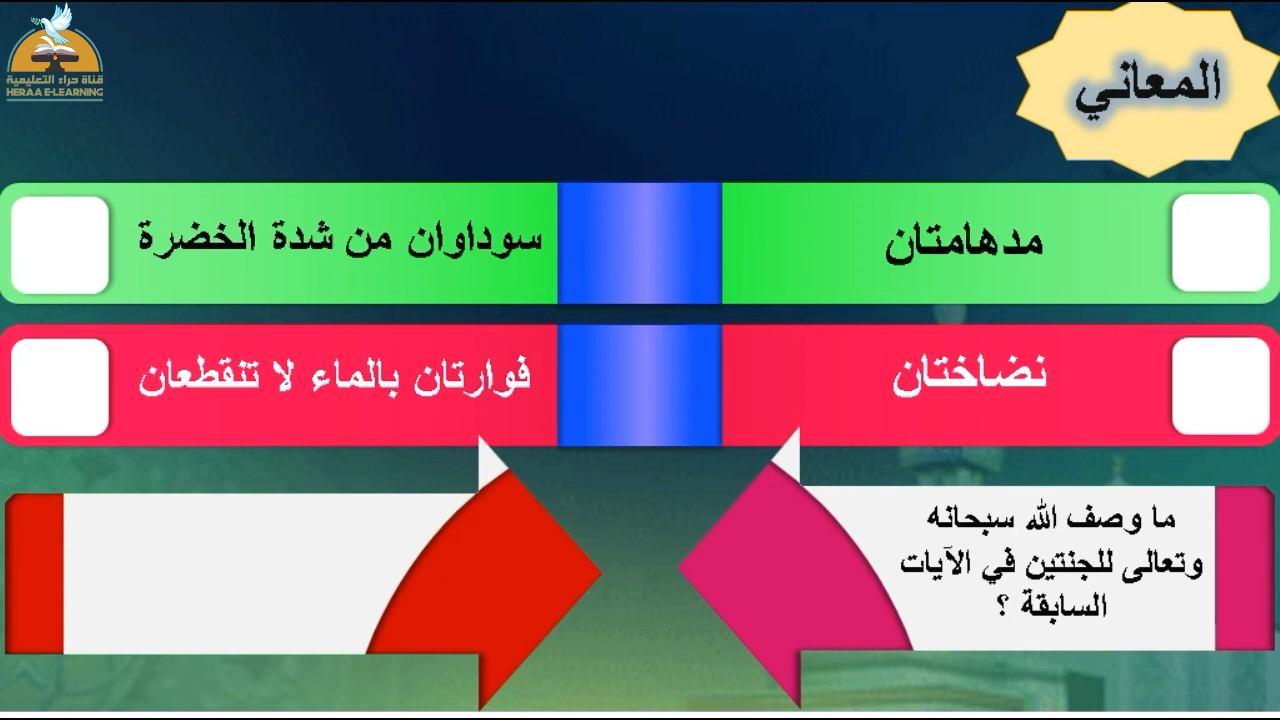 المعاني
قناة حراء التعليمية
HERAA E-LEARNING
مدهامتان
سوداوان من شدة الخضرة
نضاختان
فوارتان بالماء لا تنقطعان
ما وصف الله سبحانه
وتعالى للجنتين في الآيات
السابقة ؟